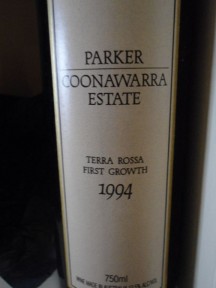 PARKER
COONAWARRA
ESTATE
TERRA ROSSA
FIRST GROWTH
1994
750ml